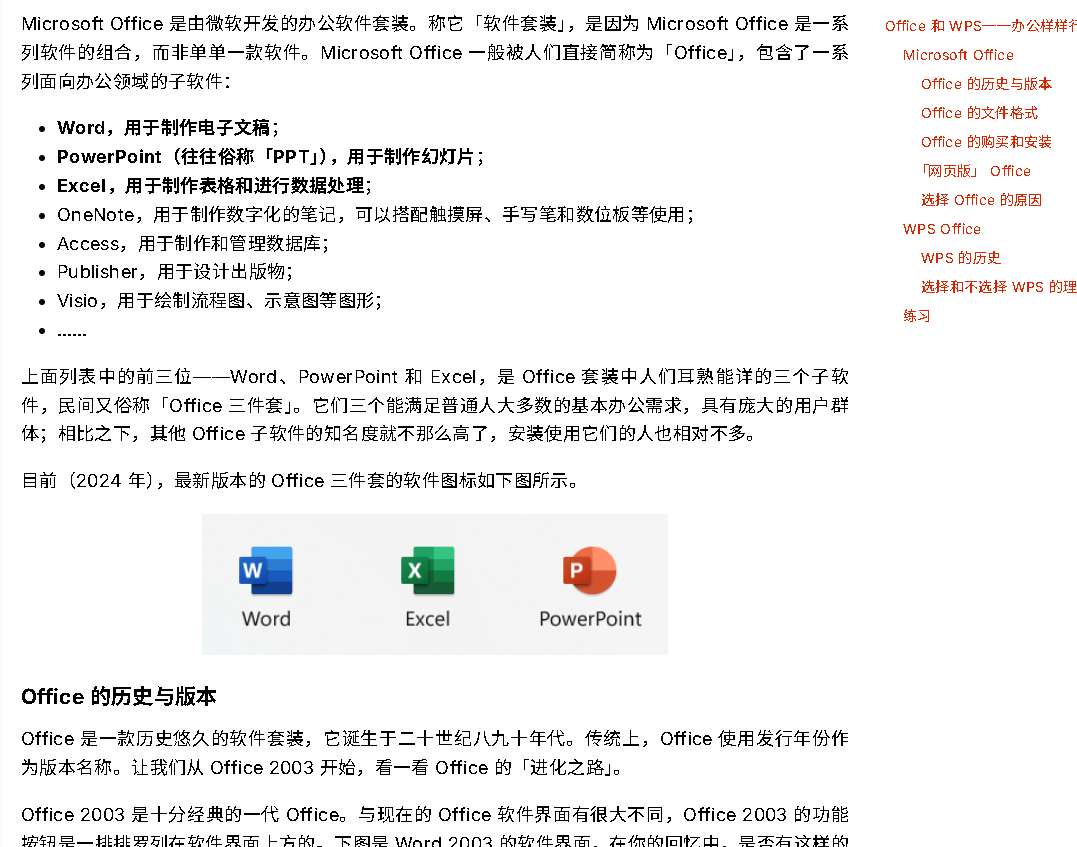 Microsoft Office 是由微软开发的办公软件套装。称它「软件套装」，是因为 Microsoft Office 是一系
列软件的组合，而非单单一款软件。Microsoft Office 一般被人们直接简称为「Office」，包含了一系
列面向办公领域的子软件：
• Word，用于制作电子文稿；
• PowerPoint（往往俗称「PPT」），用于制作幻灯片；
• Excel，用于制作表格和进行数据处理；
• OneNote，用于制作数字化的笔记，可以搭配触摸屏、手写笔和数位板等使用；
• Access，用于制作和管理数据库；
• Publisher，用于设计出版物；
• Visio，用于绘制流程图、示意图等图形；
• ......
上面列表中的前三位——Word、PowerPoint 和 Excel，是 Office 套装中人们耳熟能详的三个子软
件，民间又俗称「Office 三件套」。它们三个能满足普通人大多数的基本办公需求，具有庞大的用户群
体；相比之下，其他 Office 子软件的知名度就不那么高了，安装使用它们的人也相对不多。
目前（2024 年），最新版本的 Office 三件套的软件图标如下图所示。
W
X
P
Word
Excel
PowerPoint
Office 的历史与版本
Office 是一款历史悠久的软件套装，它诞生于二十世纪八九十年代。传统上，Office 使用发行年份作
为版本名称。让我们从 Office 2003 开始，看一看 Office 的「进化之路」。
Office 2003 是十分经典的一代 Office。与现在的 Office 软件界面有很大不同，Office 2003 的功能
按钮是一排排罗列在软件界面上方的。下图是 Word 2003 的软件界面，在你的回忆中，是否有这样的
Office 和 WPS——办公样样行
Microsoft Office
Office 的历史与版本
Office 的文件格式
Office 的购买和安装
「网页版」 Office
选择 Office 的原因
WPS Office
WPS 的历史
选择和不选择 WPS 的理
练习